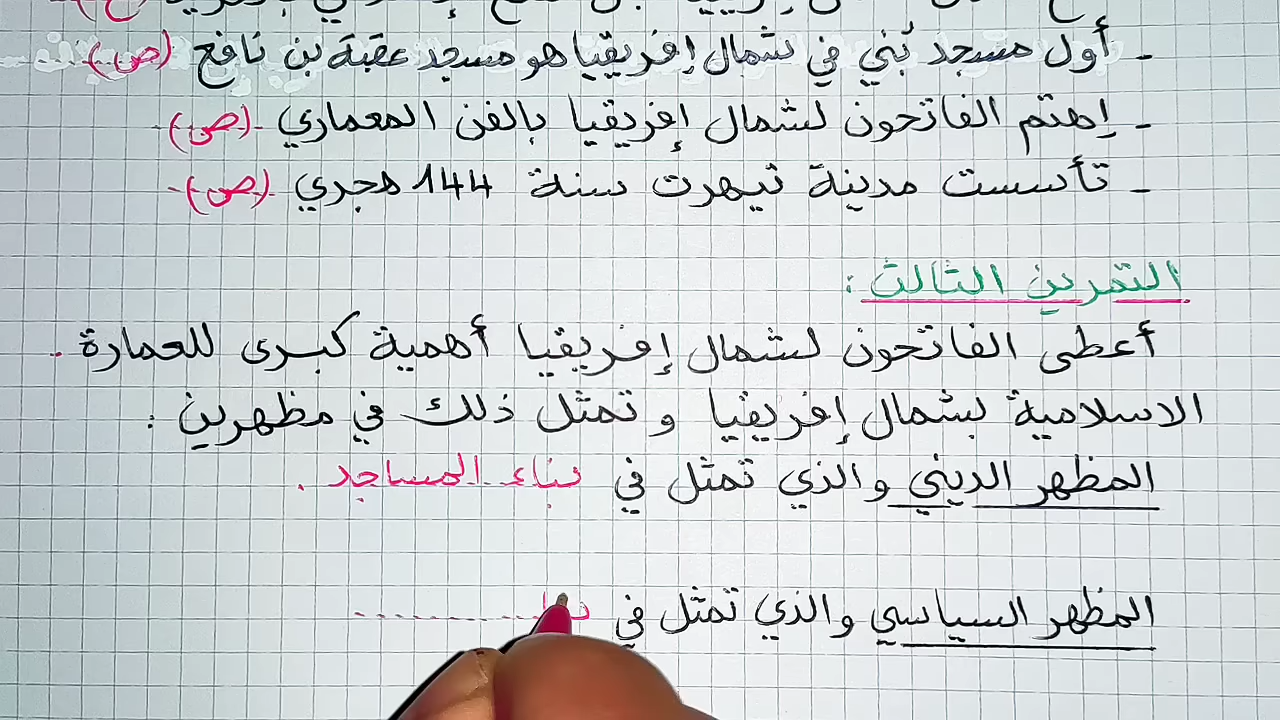 - أول مسجد بُني في شمال إفريقيا هو مسجد عقبة بن نافع (ص)
- إهتم الفاتحون لشمال إفريقيا بالفن المعماري (ص)
- تأسست مدينة تيهرت سنة 144 هجري (ص)
التمرين الثالث :
أعطى الفاتحون لشمال إفريقيا أهمية كبرى للعمارة
الاسلامية بشمال إفريقيا و تمثل ذلك في مظهرين :
المظهر الديني والذي تمثل في بناء المساجد .
المظهر السياسي والذي تمثل في ............